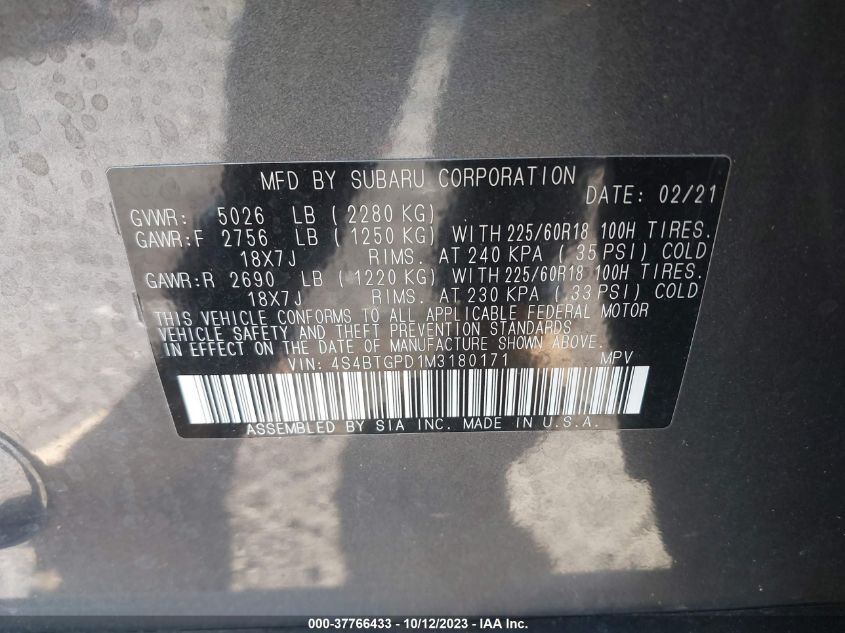 MFD BY SUBARU CORPORATION
DATE: 02/21
GVWR: 5026 LB ( 2280 KG)
GAWR:F 2756 LB ( 1250 KG) WITH 225/60R18 100H TIRES.
18X7J RIMS. AT 240 KPA ( 35 PSI) COLD
GAWR:R 2690 LB ( 1220 KG) WITH 225/60R18 100H TIRES.
18X7J RIMS. AT 230 KPA ( 33 PSI) COLD
THIS VEHICLE CONFORMS TO ALL APPLICABLE FEDERAL MOTOR
VEHICLE SAFETY AND THEFT PREVENTION STANDARDS
IN EFFECT ON THE DATE OF MANUFACTURE SHOWN ABOVE.
VIN: 4S4BTGPD1M3180171 MPV
ASSEMBLED BY SIA INC. MADE IN U.S.A.
000-37766433 - 10/12/2023 - IAA Inc.